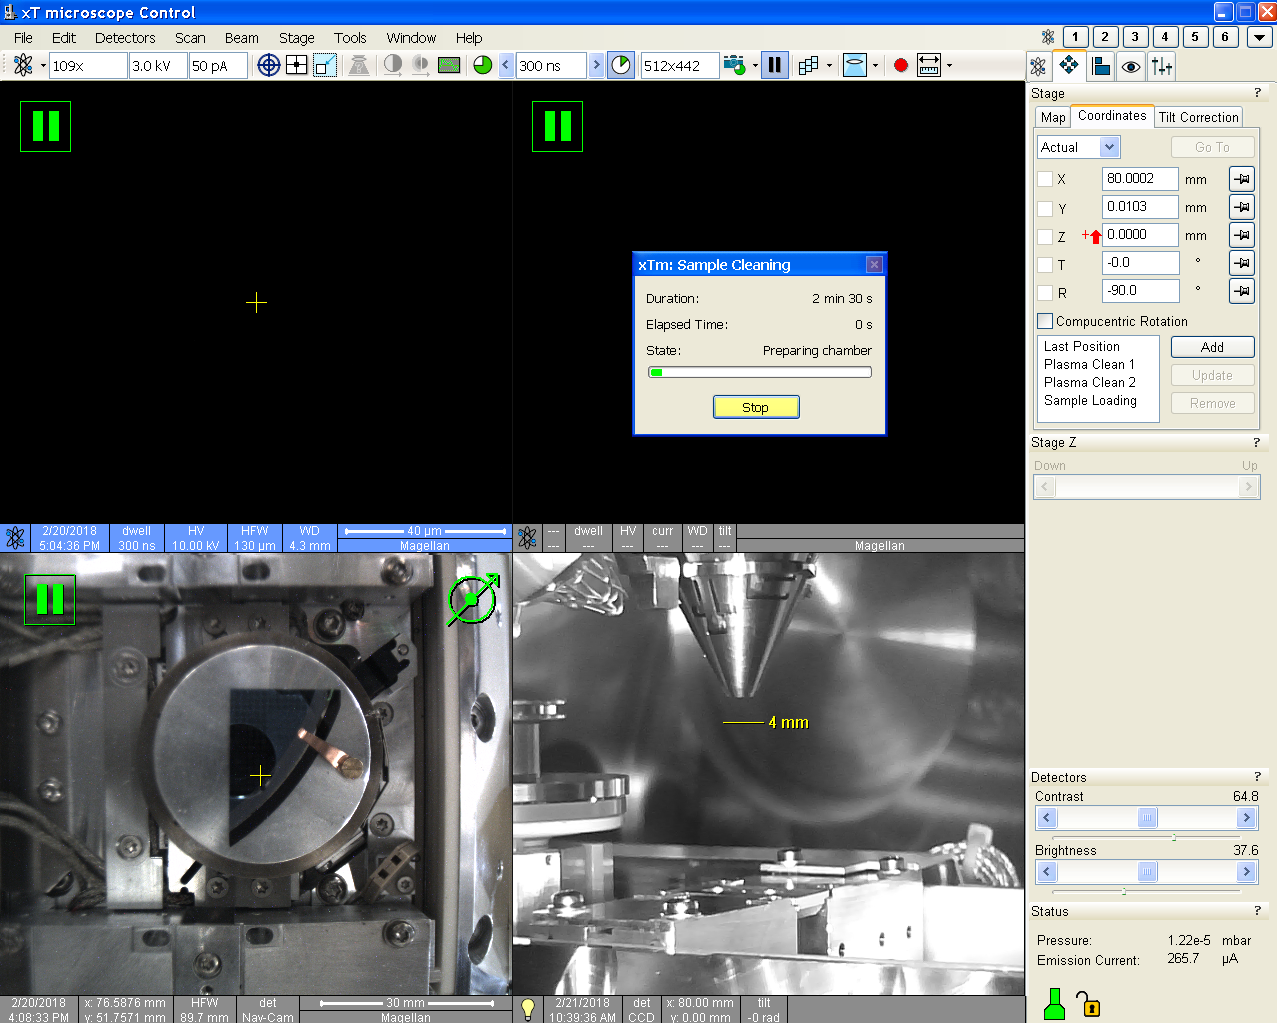 xT microscope Control
File Edit Detectors Scan Beam Stage Tools Window Help
1 2 3 4 5 6
109x 3.0 kV 50 pA 300 ns 512x442
Stage ?
Map Coordinates Tilt Correction
Actual Go To
X 80.0002 mm
Y 0.0103 mm
Z 0.0000 mm
T -0.0 °
R -90.0 °
Compucentric Rotation
Last Position
Plasma Clean 1
Plasma Clean 2
Sample Loading
Add
Update
Remove
Stage Z ?
Down Up
xTm: Sample Cleaning
Duration: 2 min 30 s
Elapsed Time: 0 s
State: Preparing chamber
Stop
2/20/2018 dwell HV HFW WD 40 µm
5:04:36 PM 300 ns 10.00 kV 130 µm 4.3 mm Magellan
--- dwell HV curr WD tilt
--- --- --- --- --- --- Magellan
4 mm
Detectors ?
Contrast 64.8
Brightness 37.6
Status ?
Pressure: 1.22e-5 mbar
Emission Current: 265.7 µA
2/20/2018 x: 76.5876 mm HFW det 30 mm
4:08:33 PM y: 51.7571 mm 89.7 mm Nav-Cam Magellan
2/21/2018 det x: 80.00 mm tilt
10:39:36 AM CCD y: 0.00 mm -0 rad